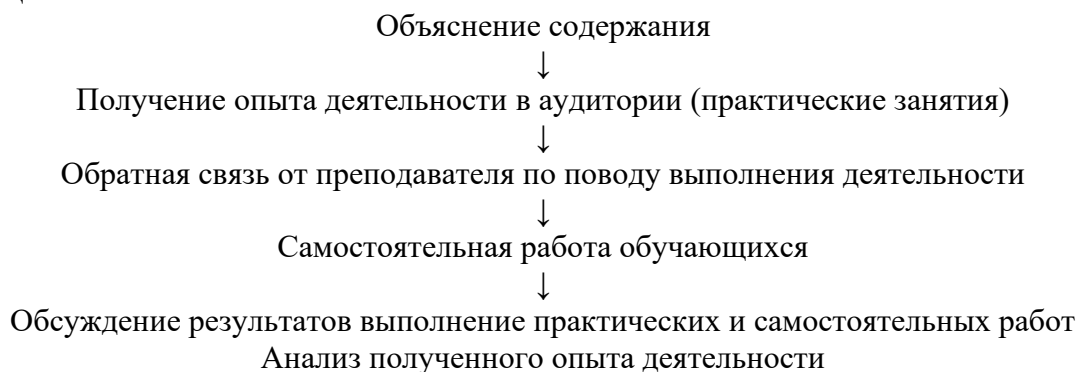 Объяснение содержания
↓
Получение опыта деятельности в аудитории (практические занятия)
↓
Обратная связь от преподавателя по поводу выполнения деятельности
↓
Самостоятельная работа обучающихся
↓
Обсуждение результатов выполнение практических и самостоятельных работ
Анализ полученного опыта деятельности